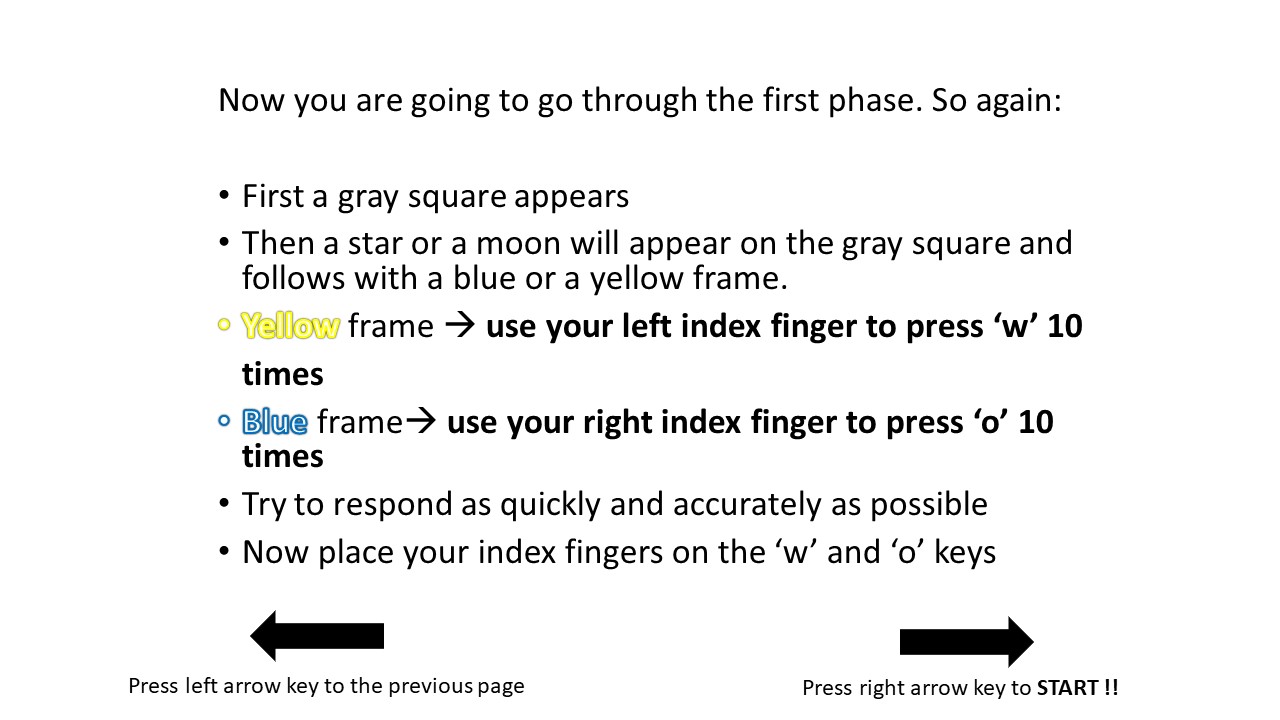 Now you are going to go through the first phase. So again:
• First a gray square appears
• Then a star or a moon will appear on the gray square and
follows with a blue or a yellow frame.
• Yellow frame → use your left index finger to press ‘w’ 10
times
• Blue frame→ use your right index finger to press ‘o’ 10
times
• Try to respond as quickly and accurately as possible
• Now place your index fingers on the ‘w’ and ‘o’ keys
Press left arrow key to the previous page
Press right arrow key to START !!